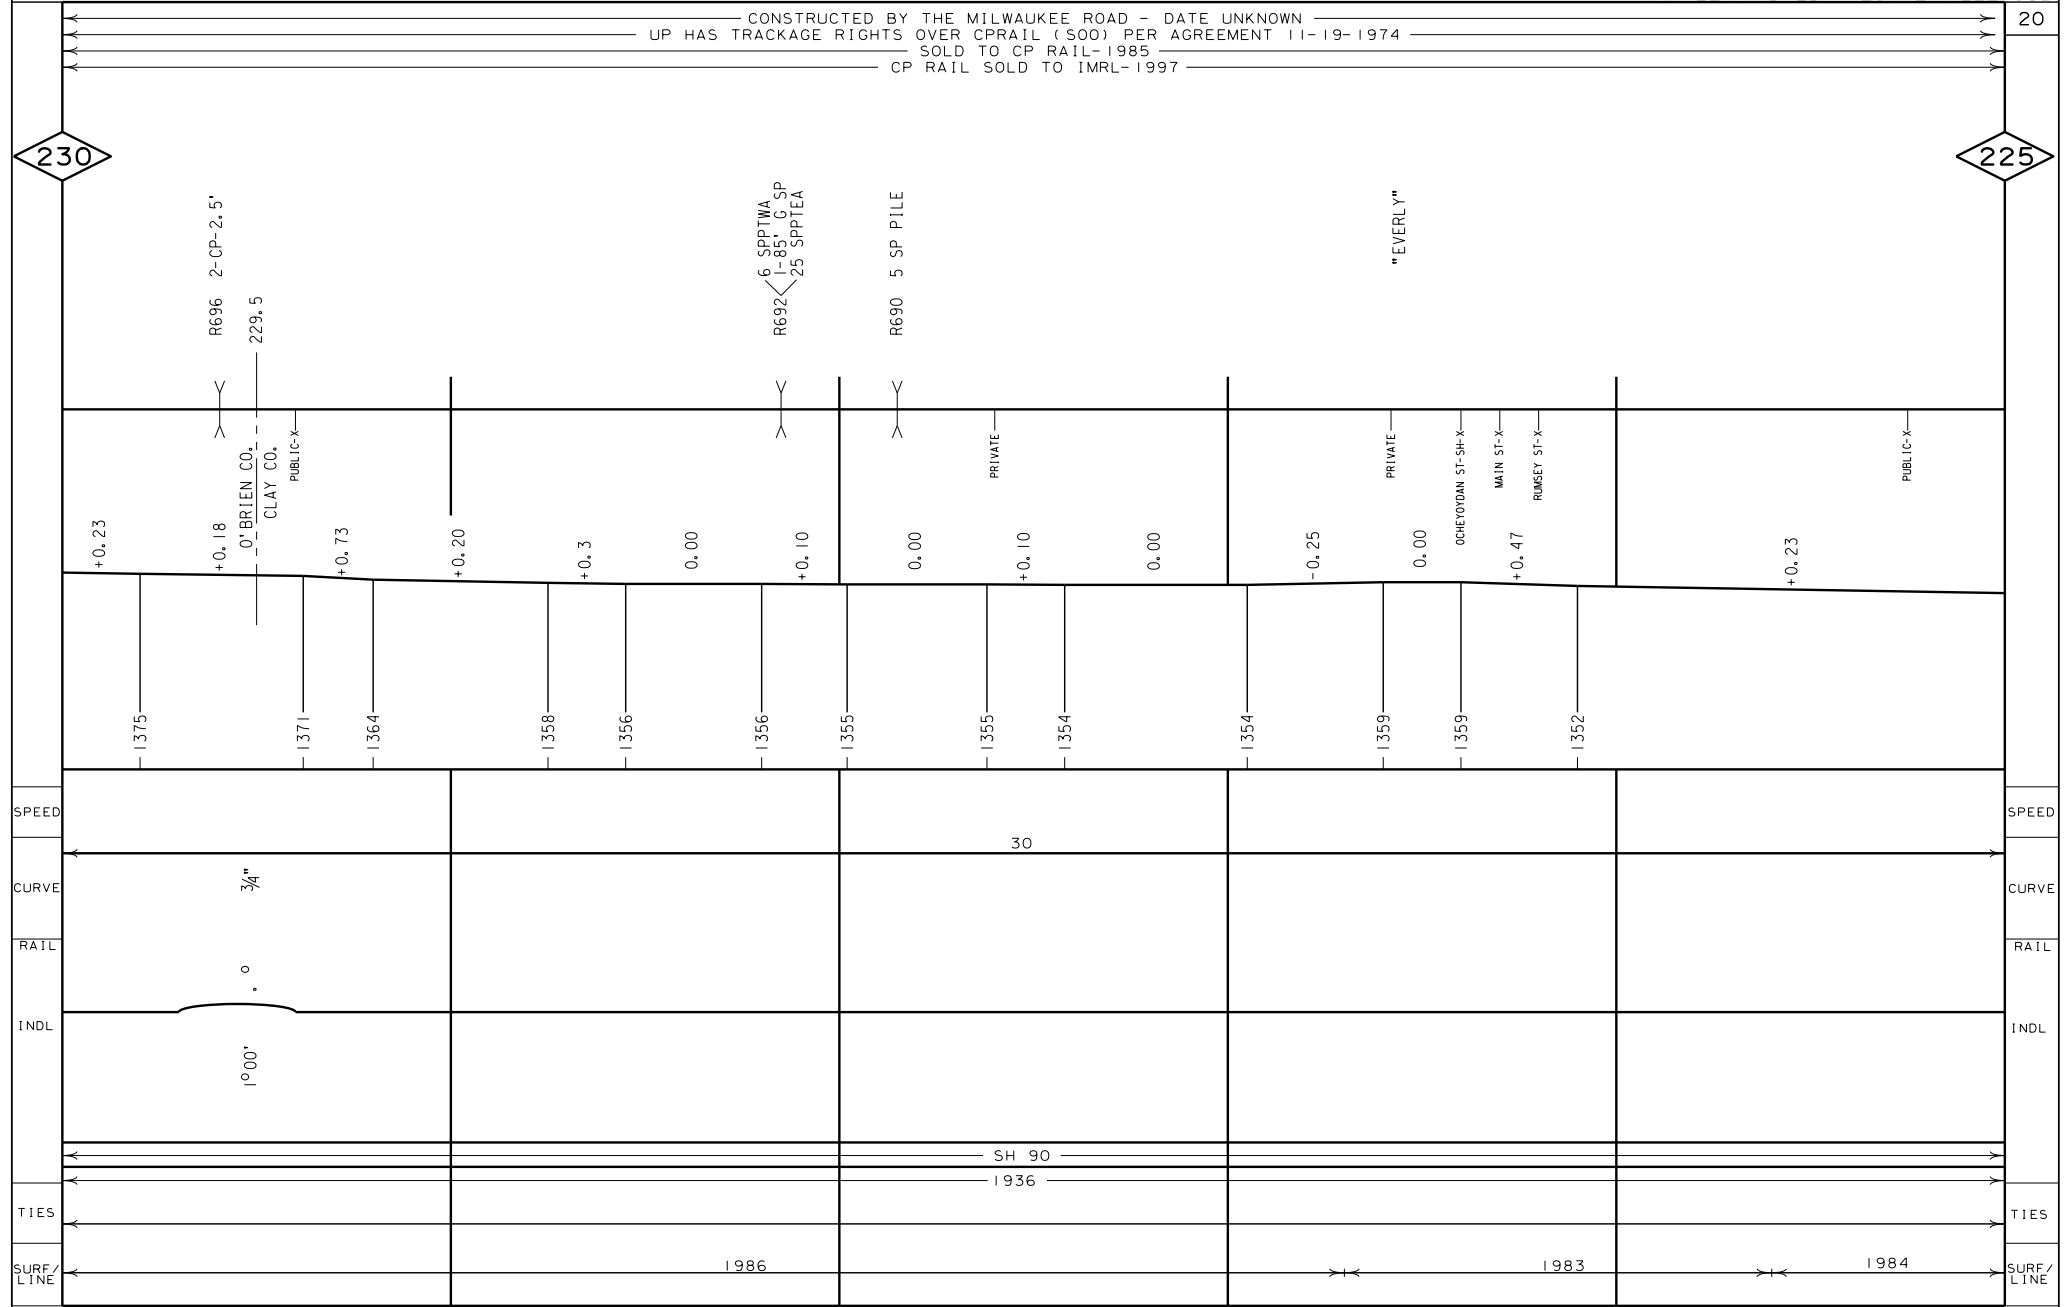 CONSTRUCTED BY THE MILWAUKEE ROAD - DATE UNKNOWN
20
UP HAS TRACKAGE RIGHTS OVER CPRAIL (SOO) PER AGREEMENT 11-19-1974
SOLD TO CP RAIL-1985
CP RAIL SOLD TO IMRL-1997
230
225
R696 2-CP-2.5'
229.5
R692
6 SPPTWA
1-85' G SP
25 SPPTEA
R690 5 SP PILE
"EVERLY"
O'BRIEN CO.
CLAY CO.
PUBLIC-X
PRIVATE
PRIVATE
OCHEYOYDAN ST-SH-X
MAIN ST-X
RUMSEY ST-X
PUBLIC-X
+0.23
+0.18
+0.73
+0.20
+0.3
0.00
+0.10
0.00
+0.10
0.00
-0.25
0.00
+0.47
+0.23
1375
1371
1364
1358
1356
1356
1355
1355
1354
1354
1359
1359
1352
SPEED
SPEED
30
CURVE
3/4"
CURVE
RAIL
RAIL
INDL
1°00'
INDL
SH 90
1936
TIES
TIES
SURF/
LINE
1986
1983
1984
SURF/
LINE